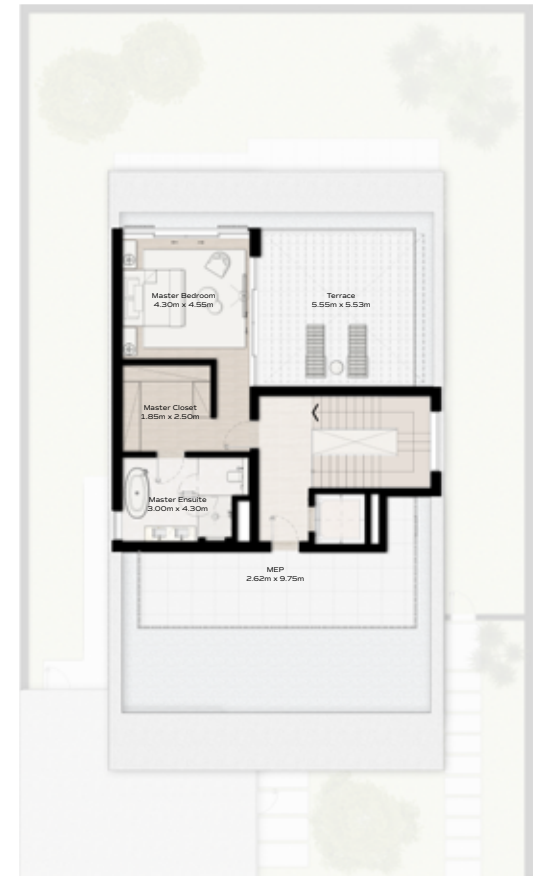 Master Bedroom
4.30m x 4.55m
Terrace
5.55m x 5.53m
Master Closet
1.85m x 2.50m
Master Ensuite
3.00m x 4.30m
MEP
2.62m x 9.75m